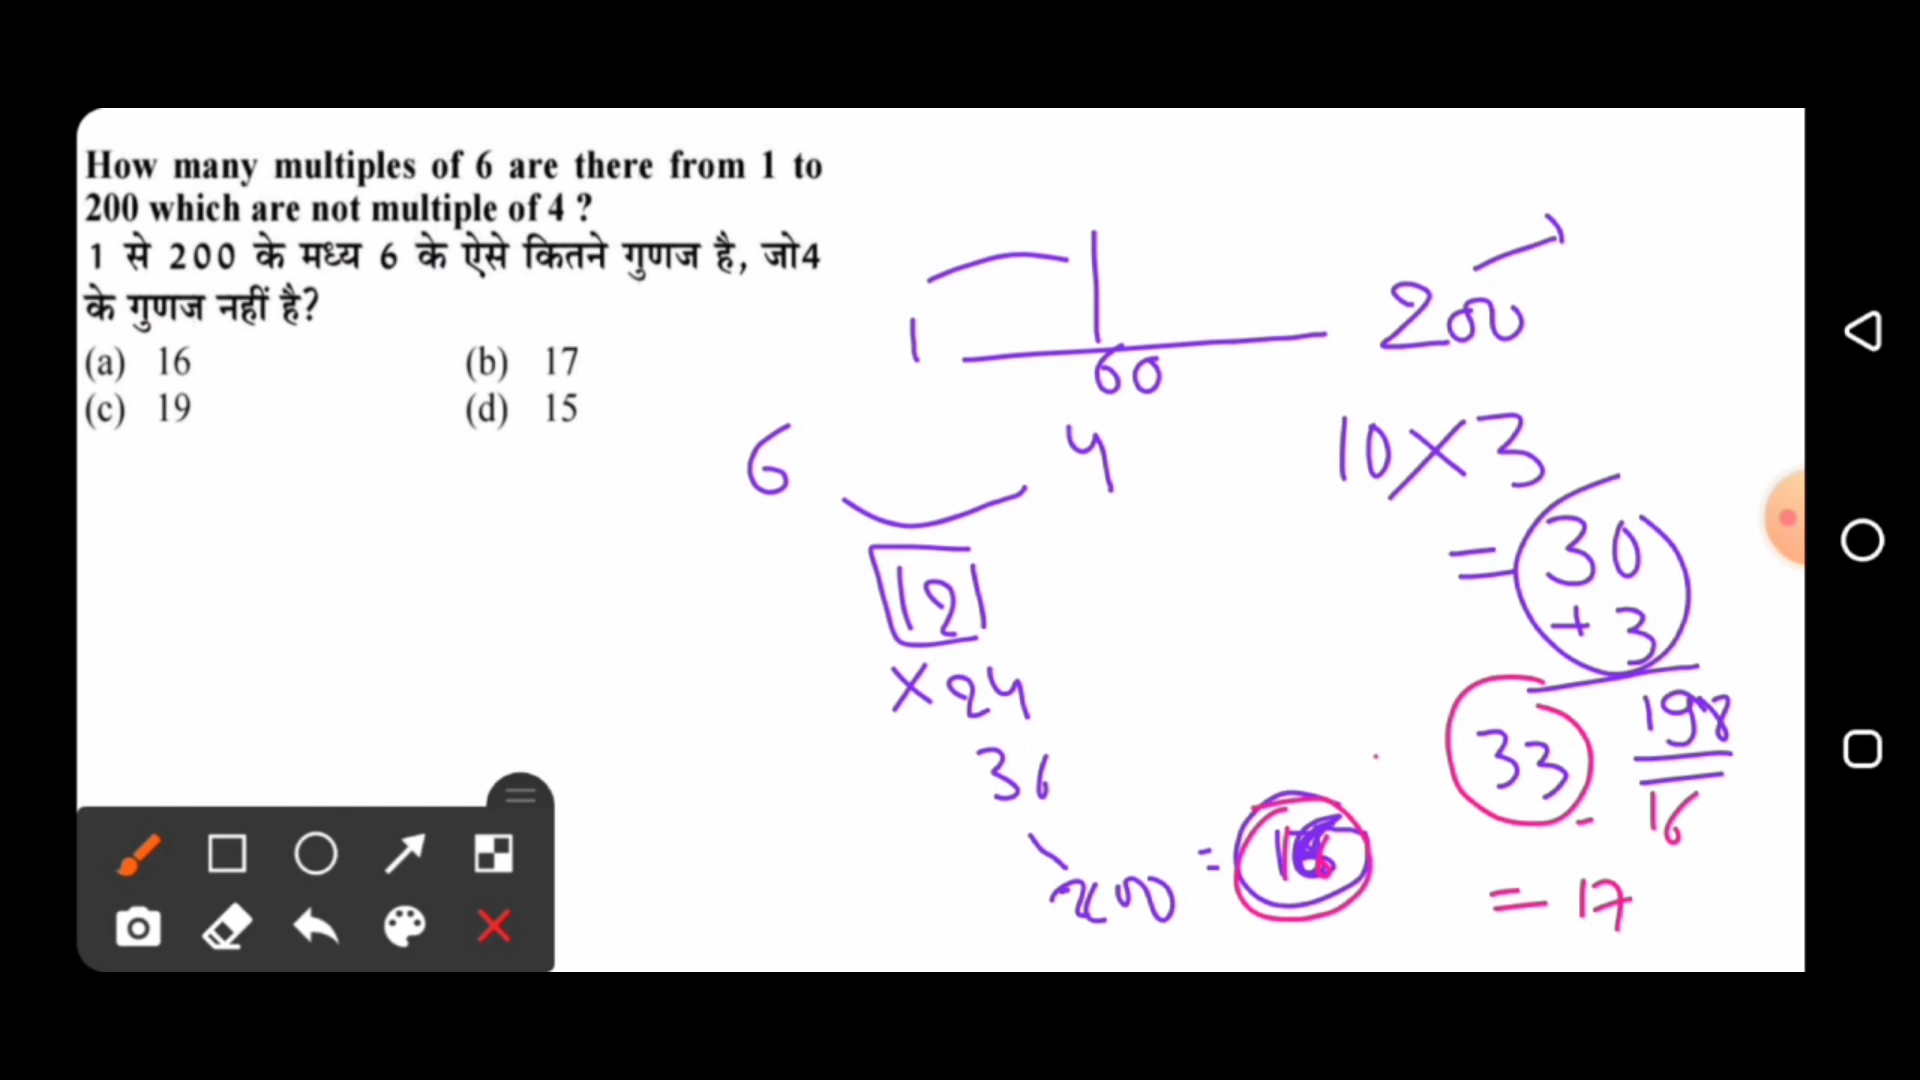 How many multiples of 6 are there from 1 to
200 which are not multiple of 4 ?
1 से 200 के मध्य 6 के ऐसे कितने गुणज है, जो4
के गुणज नहीं है?
(a) 16 (b) 17
(c) 19 (d) 15
1 200
60
6 4
12
× 24
36
200 = 16
10 × 3
= 30
+ 3
33 - 16
198
= 17